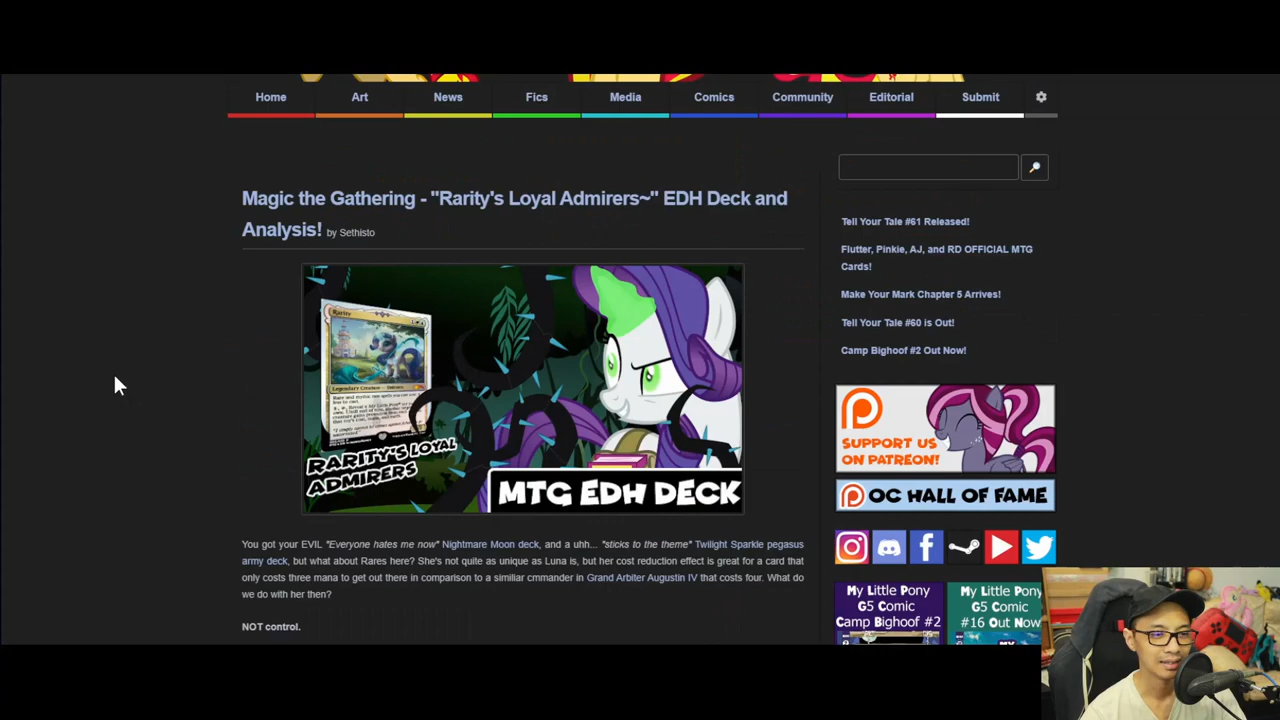 Home Art News Fics Media Comics Community Editorial Submit
Magic the Gathering - "Rarity's Loyal Admirers~" EDH Deck and
Analysis! by Sethisto
Rarity
Legendary Creature
RARITY'S LOYAL
ADMIRERS
MTG EDH DECK
You got your EVIL "Everyone hates me now" Nightmare Moon deck, and a uhh... "sticks to the theme" Twilight Sparkle pegasus
army deck, but what about Rares here? She's not quite as unique as Luna is, but her cost reduction effect is great for a card that
only costs three mana to get out there in comparison to a similiar cmmander in Grand Arbiter Augustin IV that costs four. What do
we do with her then?
NOT control.
Tell Your Tale #61 Released!
Flutter, Pinkie, AJ, and RD OFFICIAL MTG
Cards!
Make Your Mark Chapter 5 Arrives!
Tell Your Tale #60 is Out!
Camp Bighoof #2 Out Now!
SUPPORT US
ON PATREON!
OC HALL OF FAME
My Little Pony
G5 Comic
Camp Bighoof #2
My Little Pony
G5 Comic
#16 Out Now